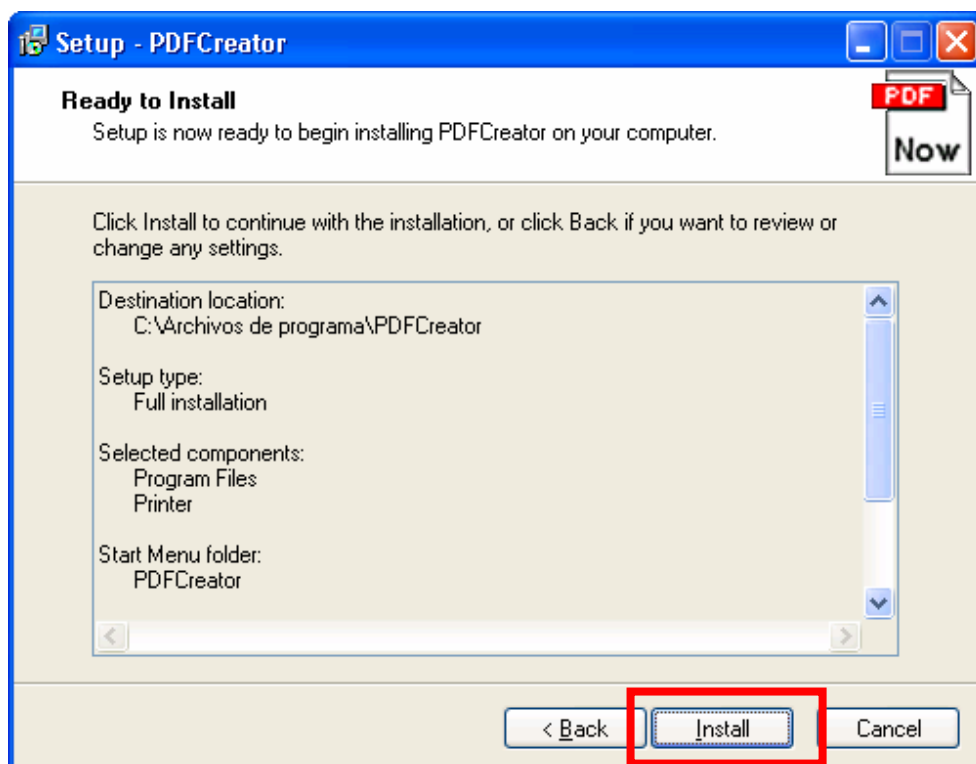 Setup - PDFCreator
Ready to Install
Setup is now ready to begin installing PDFCreator on your computer.
PDF
Now
Click Install to continue with the installation, or click Back if you want to review or
change any settings.
Destination location:
C:\Archivos de programa\PDFCreator
Setup type:
Full installation
Selected components:
Program Files
Printer
Start Menu folder:
PDFCreator
< Back
Install
Cancel